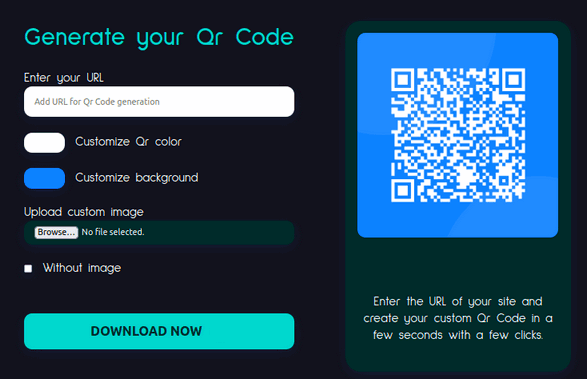 Generate your Qr Code
Enter your URL
Add URL for Qr Code generation
Customize Qr color
Customize background
Upload custom image
Browse... No file selected.
Without image
DOWNLOAD NOW
Enter the URL of your site and
create your custom Qr Code in a
few seconds with a few clicks.